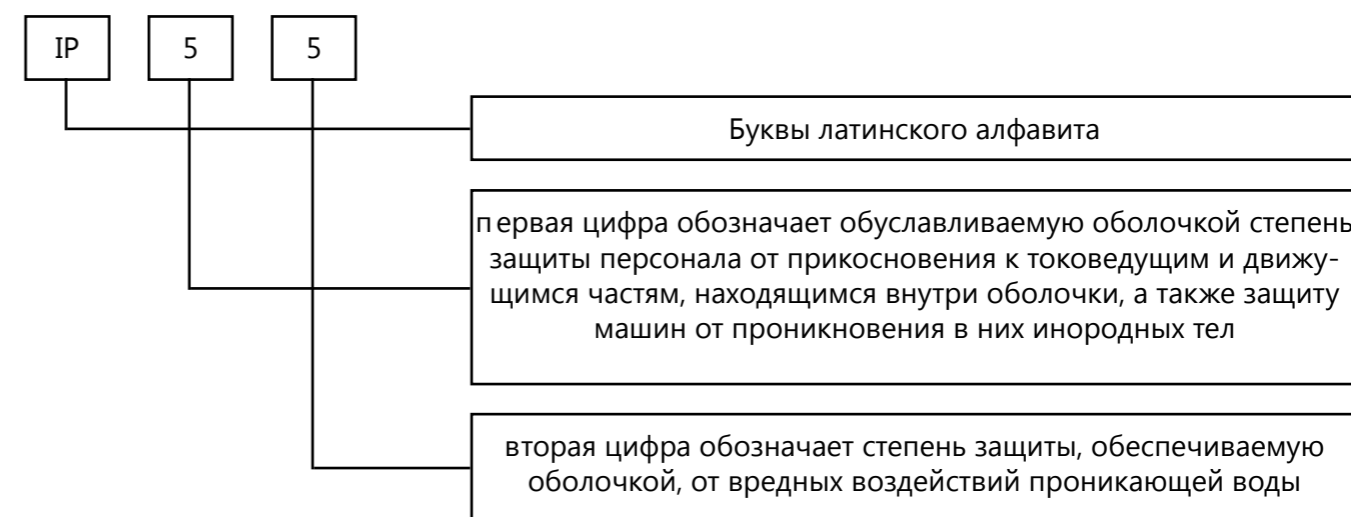 IP 5 5
Буквы латинского алфавита
первая цифра обозначает обуславливаемую оболочкой степень
защиты персонала от прикосновения к токоведущим и движу-
щимся частям, находящимся внутри оболочки, а также защиту
машин от проникновения в них инородных тел
вторая цифра обозначает степень защиты, обеспечиваемую
оболочкой, от вредных воздействий проникающей воды